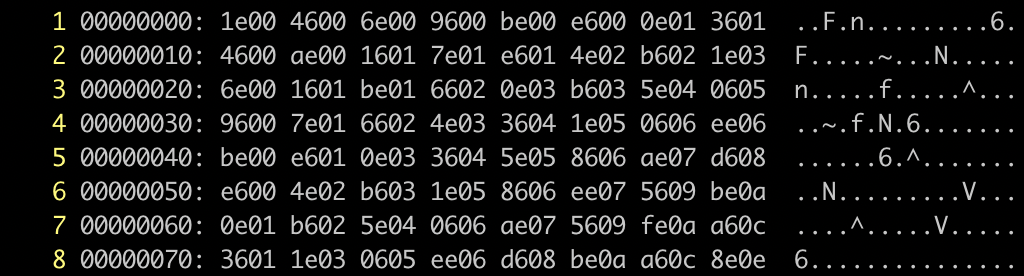 1 00000000: 1e00 4600 6e00 9600 be00 e600 0e01 3601  ..F.n.........6.
2 00000010: 4600 ae00 1601 7e01 e601 4e02 b602 1e03  F.....~...N.....
3 00000020: 6e00 1601 be01 6602 0e03 b603 5e04 0605  n.....f.....^...
4 00000030: 9600 7e01 6602 4e03 3604 1e05 0606 ee06  ..~.f.N.6.......
5 00000040: be00 e601 0e03 3604 5e05 8606 ae07 d608  ......6.^.......
6 00000050: e600 4e02 b603 1e05 8606 ee07 5609 be0a  ..N.........V...
7 00000060: 0e01 b602 5e04 0606 ae07 5609 fe0a a60c  ....^.....V.....
8 00000070: 3601 1e03 0605 ee06 d608 be0a a60c 8e0e  6...............